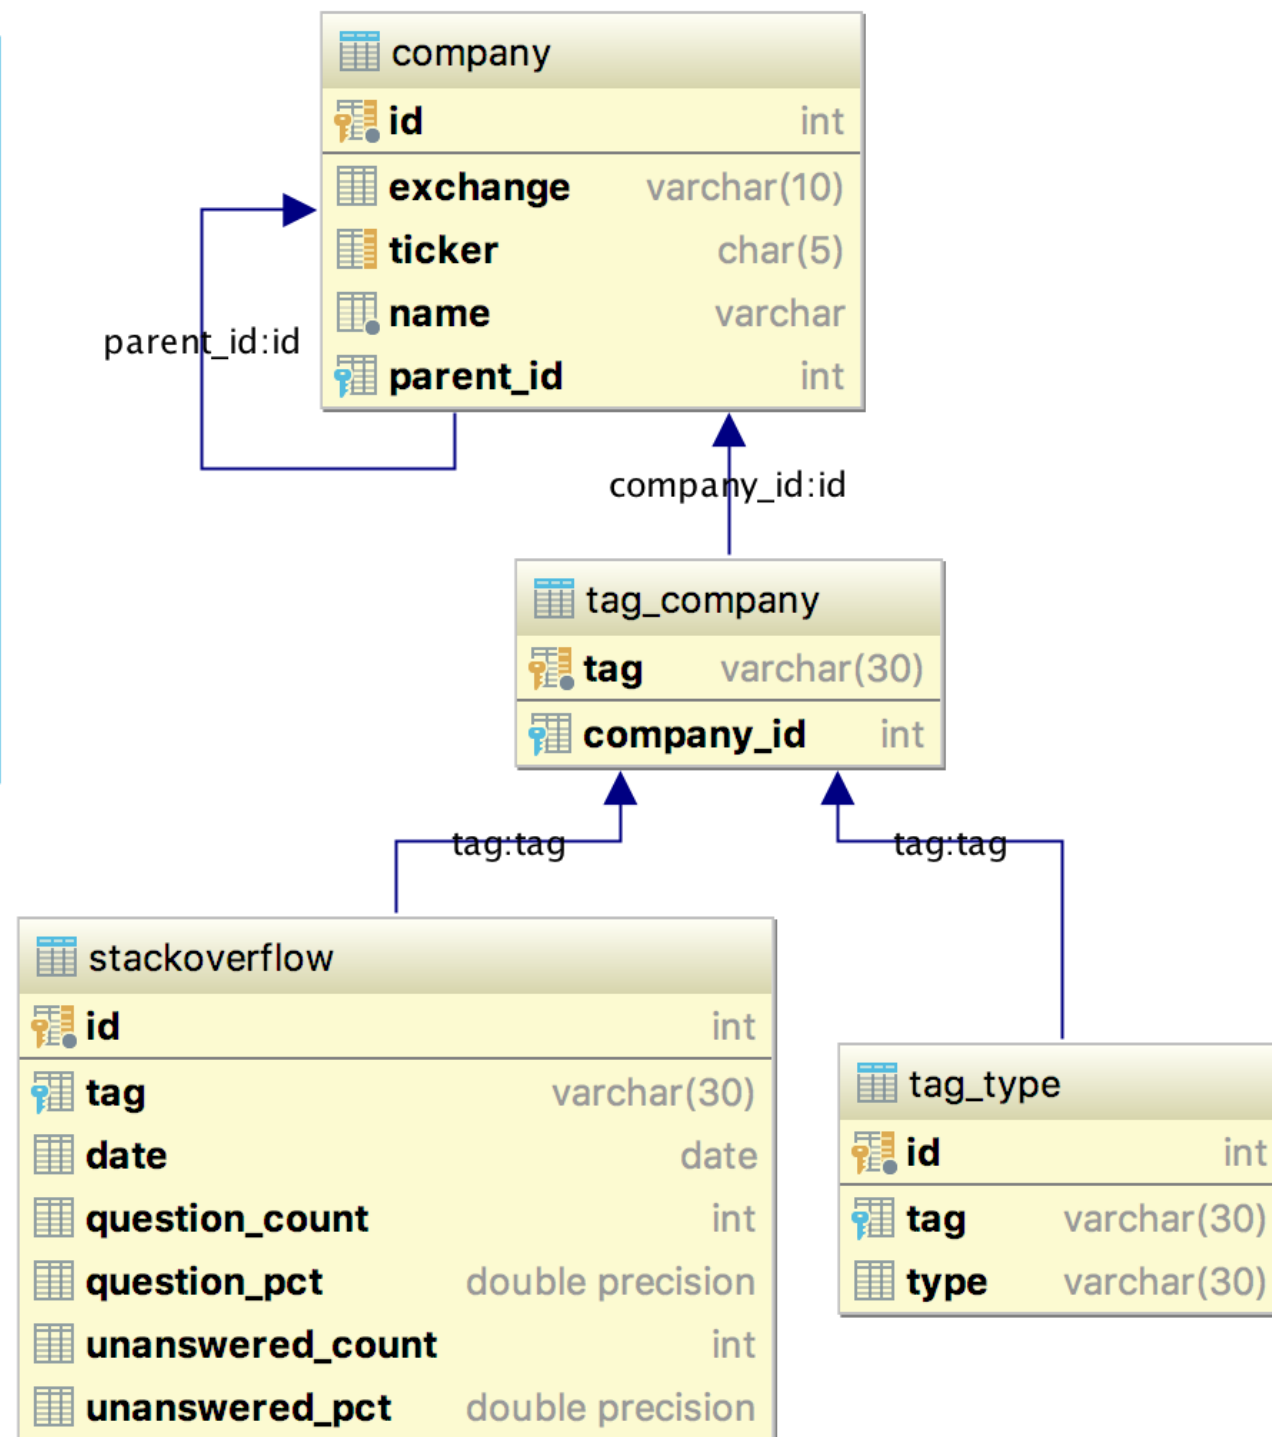 company
id int
exchange varchar(10)
ticker char(5)
name varchar
parent_id int
parent_id:id
company_id:id
tag_company
tag varchar(30)
company_id int
tag:tag
tag:tag
stackoverflow
id int
tag varchar(30)
date date
question_count int
question_pct double precision
unanswered_count int
unanswered_pct double precision
tag_type
id int
tag varchar(30)
type varchar(30)